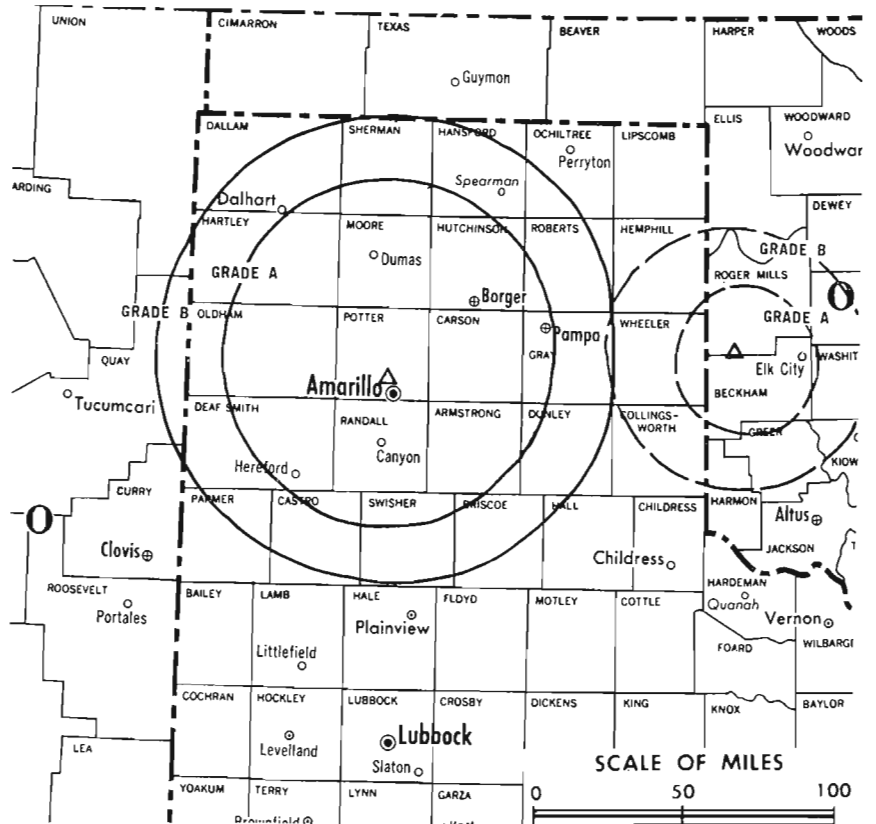 UNION
CIMARRON
TEXAS
BEAVER
HARPER
WOODS
Guymon
ELLIS
WOODWARD
Woodwar
DALLAM
SHERMAN
HANSFORD
OCHILTREE
LIPSCOMB
Perryton
Spearman
ARDING
Dalhart
DEWEY
HARTLEY
MOORE
HUTCHINSON
ROBERTS
HEMPHILL
GRADE B
GRADE A
Dumas
ROGER MILLS
Borger
GRADE B
OLDHAM
POTTER
CARSON
GRADE A
WHEELER
Pampa
GRAY
QUAY
WASHIT
Elk City
Amarillo
BECKHAM
Tucumcari
DEAF SMITH
RANDALL
ARMSTRONG
DONLEY
COLLINGS-
WORTH
GREER
Canyon
Hereford
KIOW
CURRY
PARMER
CASTRO
SWISHER
BRISCOE
HALL
CHILDRESS
HARMON
Altus
Clovis
Childress
JACKSON
ROOSEVELT
BAILEY
LAMB
HALE
FLOYD
MOTLEY
COTTLE
HARDEMAN
Quanah
Portales
Plainview
Vernon
FOARD
WILBARGE
Littlefield
COCHRAN
HOCKLEY
LUBBOCK
CROSBY
DICKENS
KING
KNOX
BAYLOR
LEA
Levelland
Lubbock
Slaton
SCALE OF MILES
YOAKUM
TERRY
LYNN
GARZA
0
50
100
Brownfield